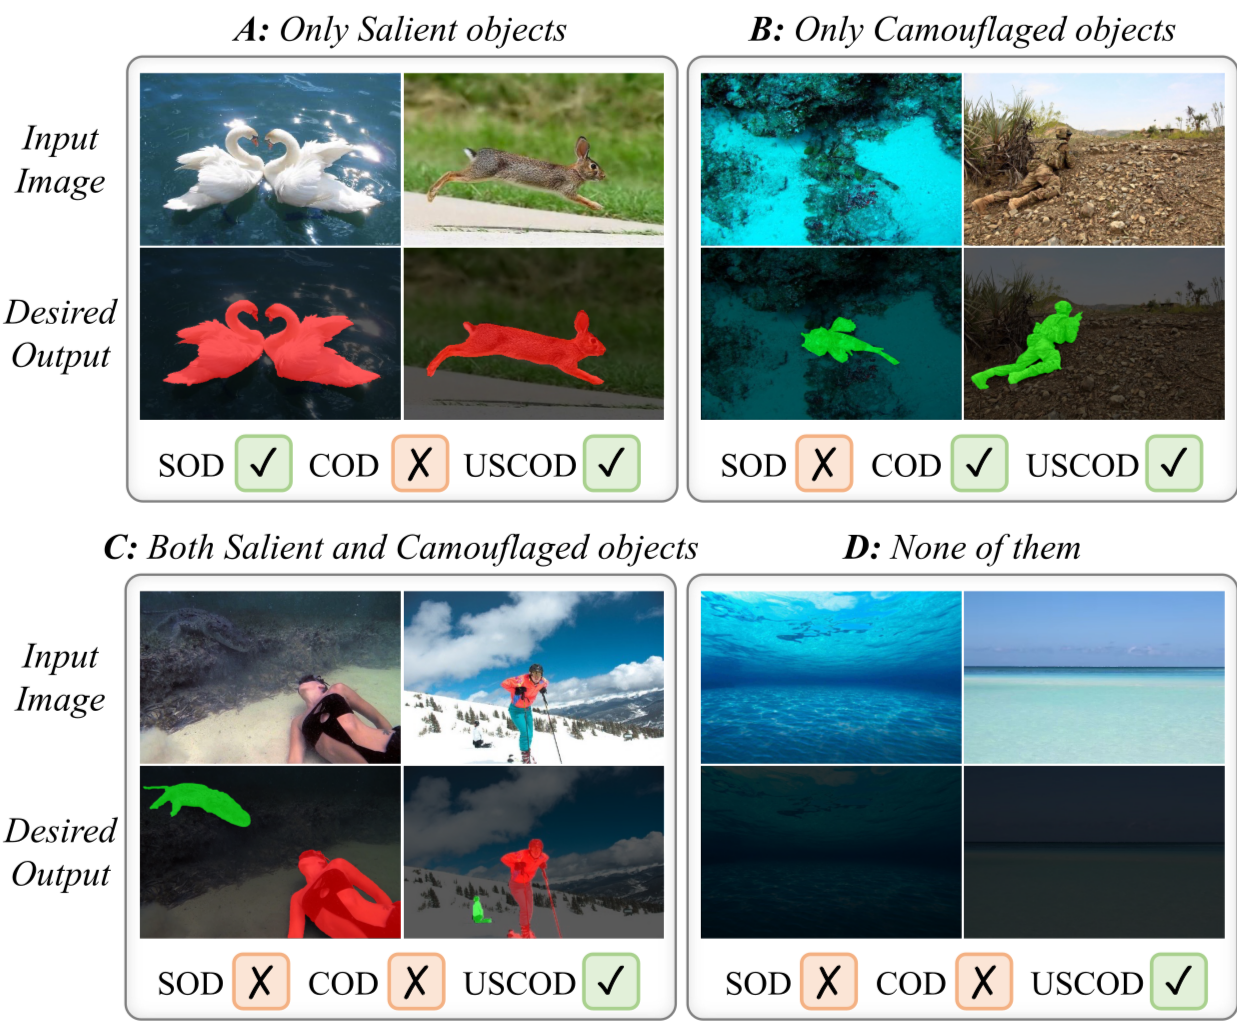 A: Only Salient objects
B: Only Camouflaged objects
Input
Image
Desired
Output
SOD ✓ COD ✗ USCOD ✓
SOD ✗ COD ✓ USCOD ✓
C: Both Salient and Camouflaged objects
D: None of them
Input
Image
Desired
Output
SOD ✗ COD ✗ USCOD ✓
SOD ✗ COD ✗ USCOD ✓